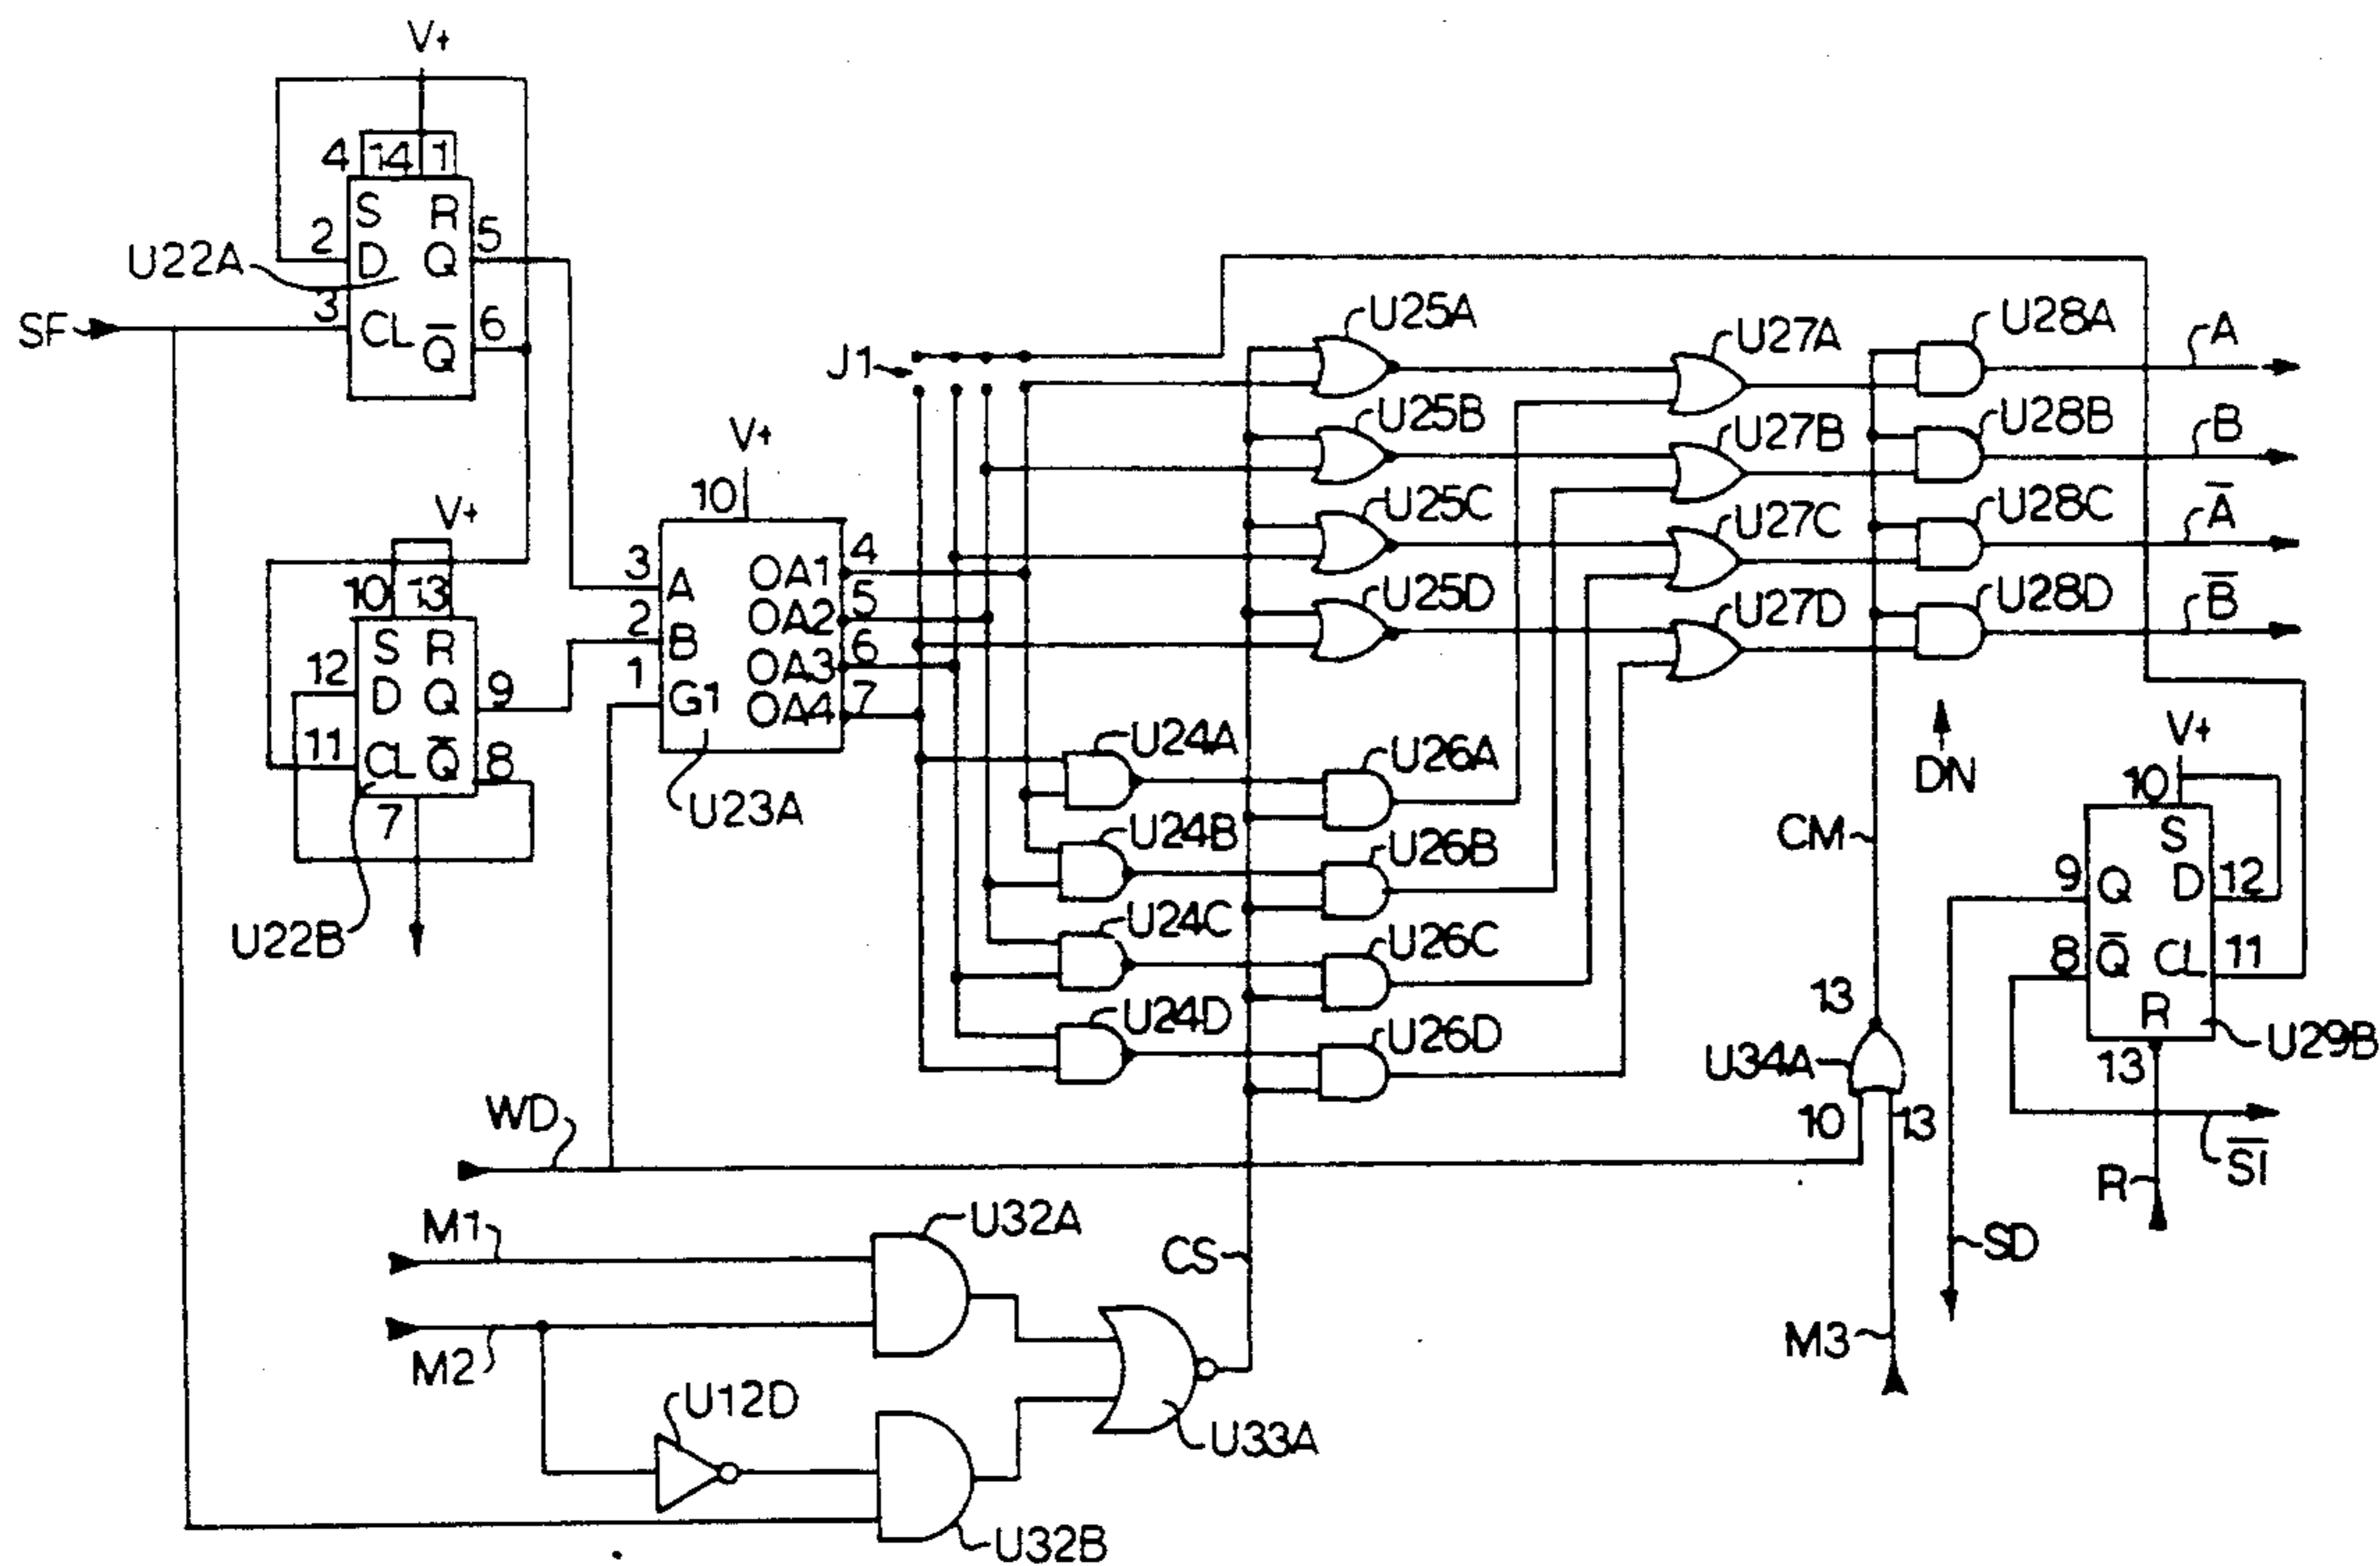 V+
4 14 1
S R
2 5
D Q
U22A
3
SF CL Q̅ 6
U25A
U27A
U28A
A
J1
U25B
U27B
U28B
B
V+
10
V+
U25C
U27C
U28C
A̅
10 13
3 A
OA1 4
U25D
U27D
U28D
B̅
S R
2 B
OA2 5
12 D Q 9
1 G1
OA3 6
OA4 7
11 CL Q̅ 8
7
U23A
U22B
U24A
U26A
U24B
U26B
U24C
U26C
U24D
U26D
DN
CM
V+
10
S
9 Q D 12
8 Q̅ CL 11
R
13
U29B
13
U34A
10 13
WD
S̅I̅
R
SD
M1
U32A
CS
M2
M3
U12D
U33A
U32B